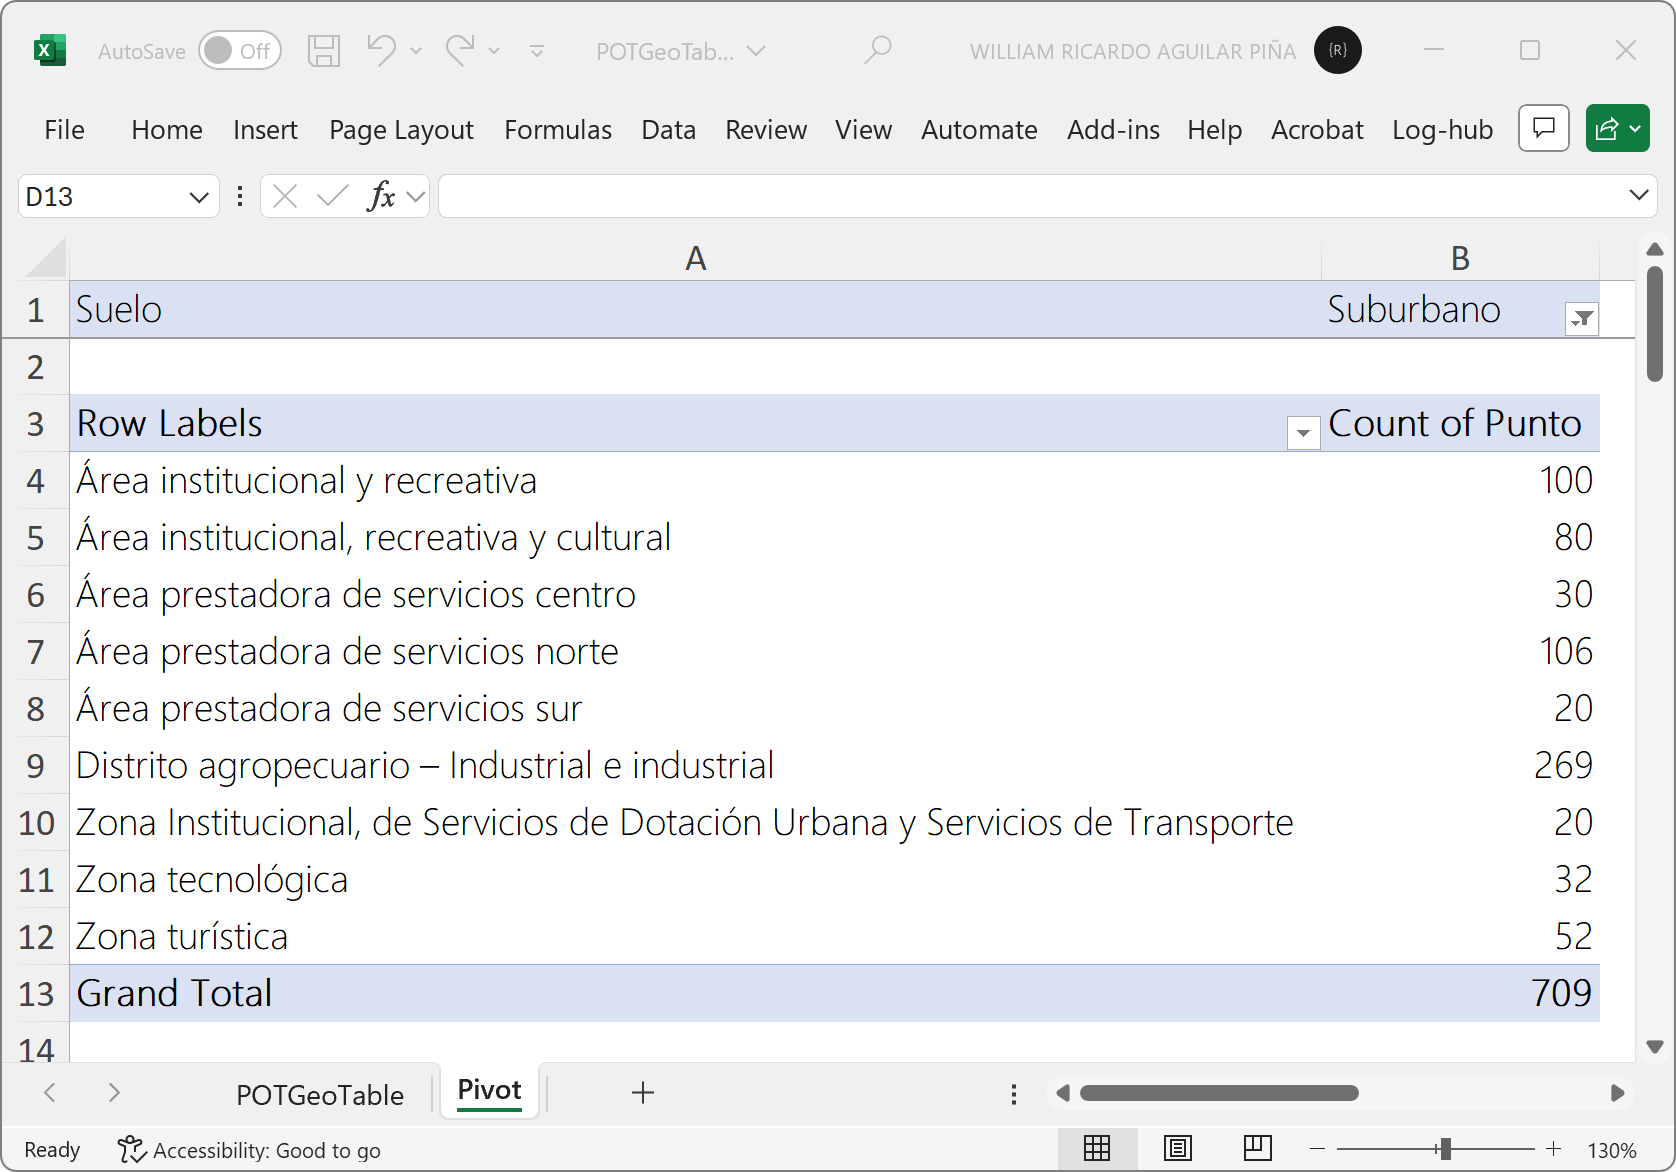 AutoSave Off POTGeoTab... WILLIAM RICARDO AGUILAR PIÑA {R}
File Home Insert Page Layout Formulas Data Review View Automate Add-ins Help Acrobat Log-hub
D13 fx
A B
1 Suelo Suburbano
2
3 Row Labels Count of Punto
4 Área institucional y recreativa 100
5 Área institucional, recreativa y cultural 80
6 Área prestadora de servicios centro 30
7 Área prestadora de servicios norte 106
8 Área prestadora de servicios sur 20
9 Distrito agropecuario – Industrial e industrial 269
10 Zona Institucional, de Servicios de Dotación Urbana y Servicios de Transporte 20
11 Zona tecnológica 32
12 Zona turística 52
13 Grand Total 709
14
POTGeoTable Pivot
Ready Accessibility: Good to go 130%